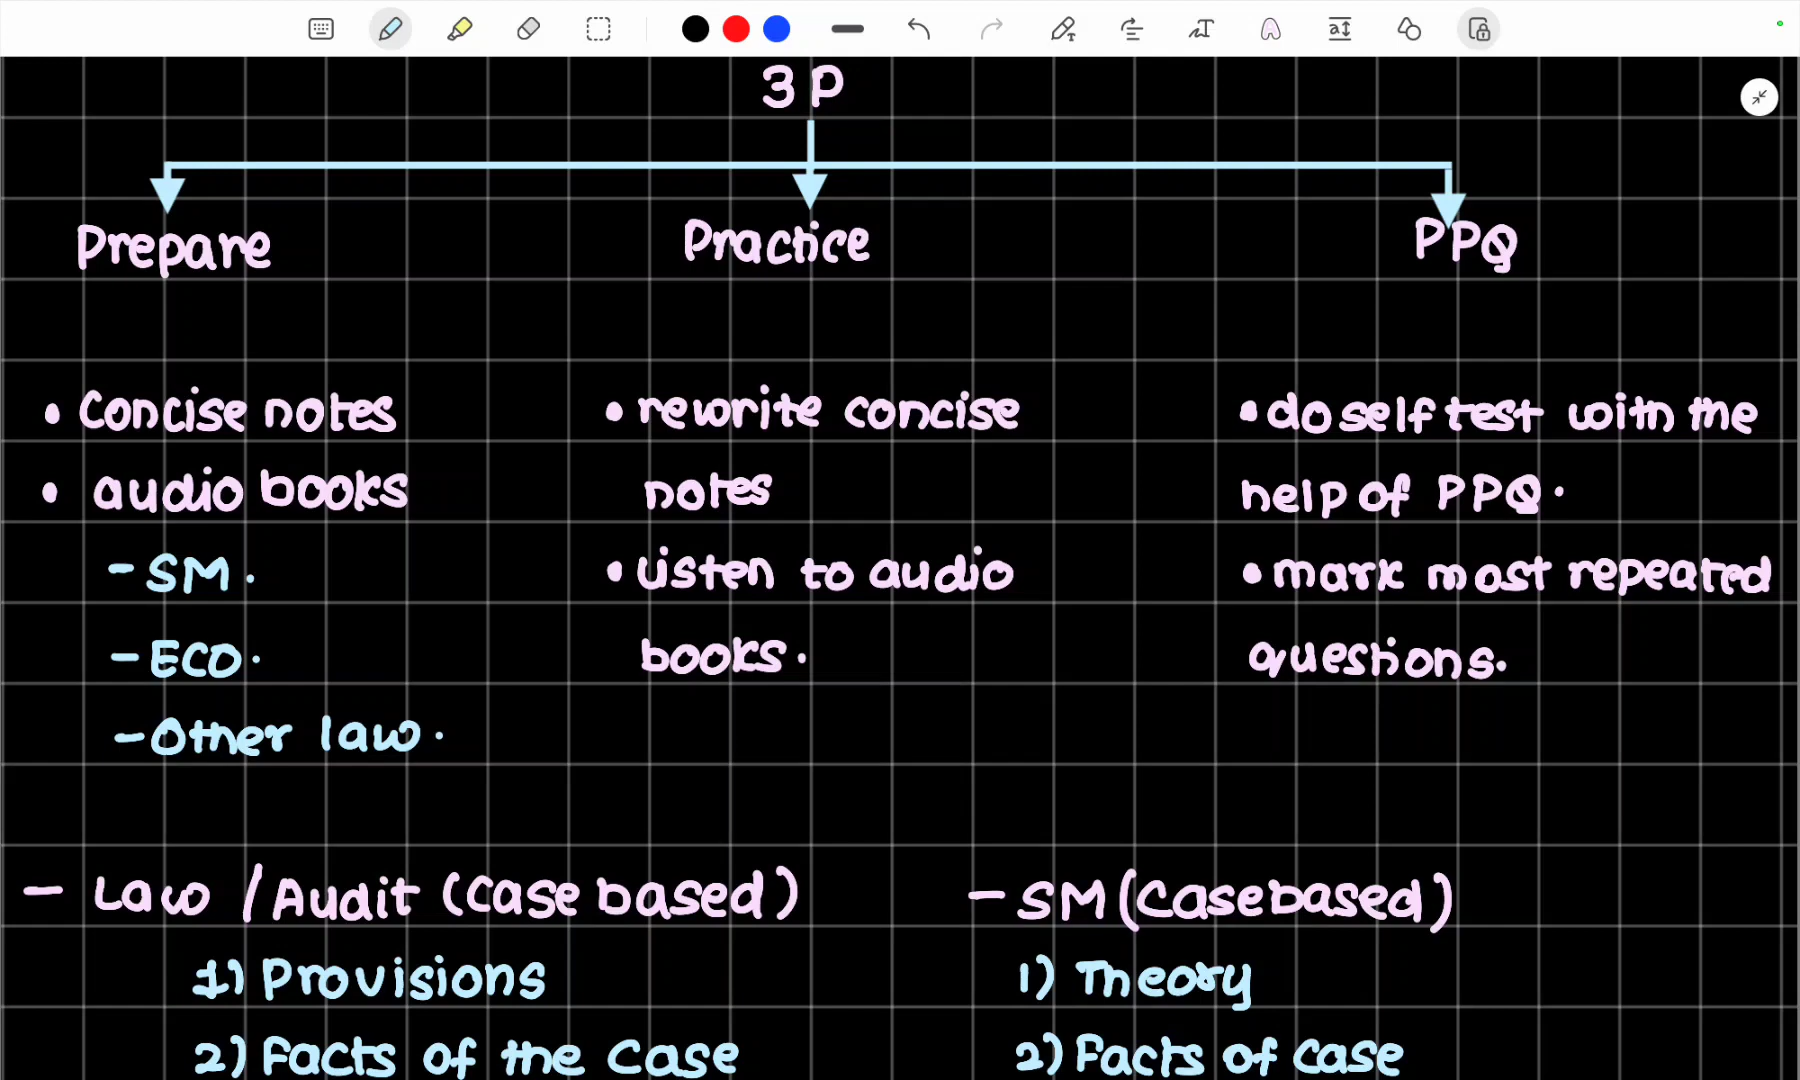 3P
Prepare
Practice
PPQ
• Concise notes
• audio books
- SM.
- ECO.
- Other law.
• rewrite concise
notes
• Listen to audio
books.
• do self test with the
help of PPQ.
• mark most repeated
questions.
- Law / Audit (Case based)
1) Provisions
2) Facts of the Case
- SM (Case based)
1) Theory
2) Facts of Case